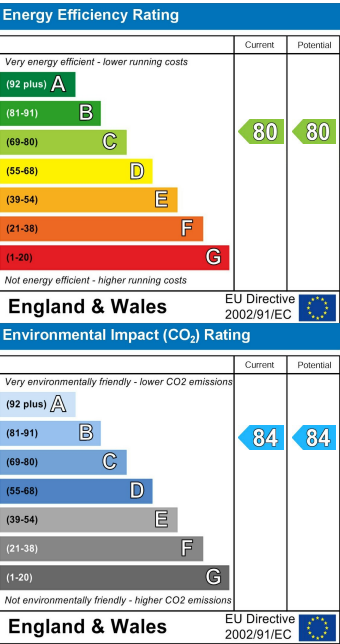 Energy Efficiency Rating
Current Potential
Very energy efficient - lower running costs
(92 plus) A
(81-91) B
(69-80) C 80 80
(55-68) D
(39-54) E
(21-38) F
(1-20) G
Not energy efficient - higher running costs
England & Wales EU Directive 2002/91/EC
Environmental Impact (CO₂) Rating
Current Potential
Very environmentally friendly - lower CO2 emissions
(92 plus) A
(81-91) B 84 84
(69-80) C
(55-68) D
(39-54) E
(21-38) F
(1-20) G
Not environmentally friendly - higher CO2 emissions
England & Wales EU Directive 2002/91/EC